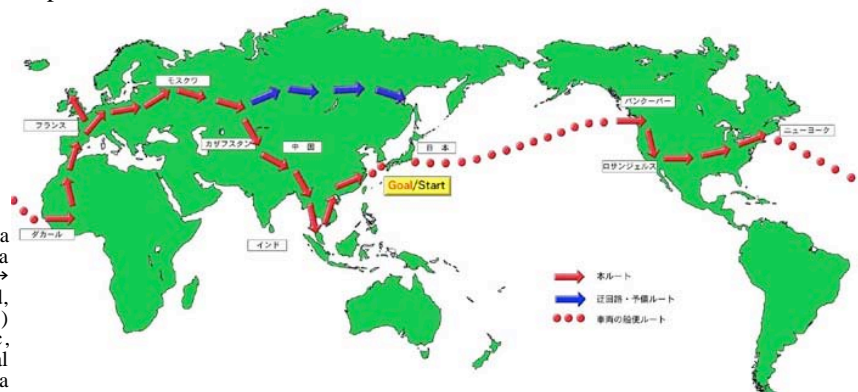 モスクワ
フランス
カザフスタン
中国
日本
Goal/Start
バンクーバー
ニューヨーク
ロサンジェルス
ダカール
インド
本ルート
迂回路・予備ルート
車両の船便ルート
a
a
→
l,
)
c,
al
a